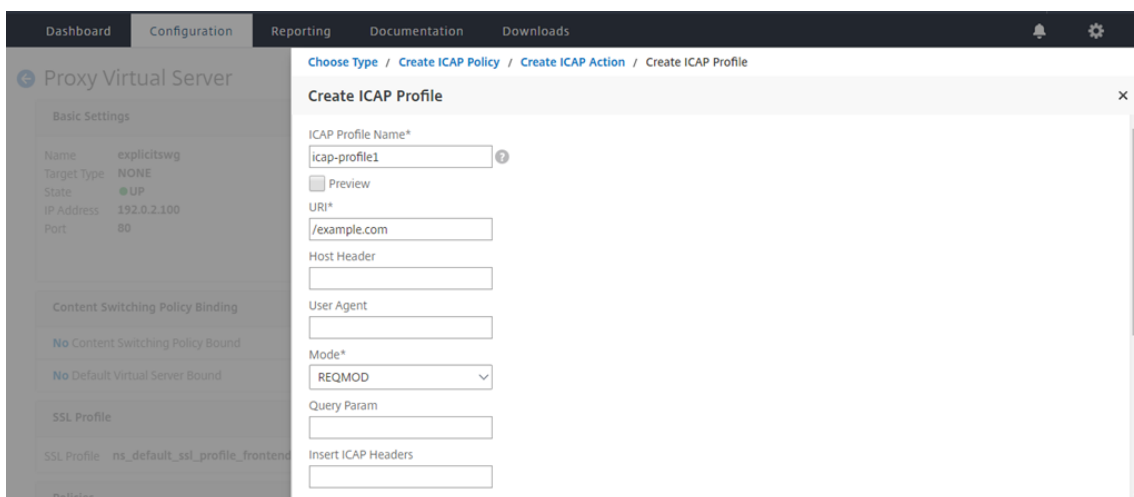 Dashboard Configuration Reporting Documentation Downloads
Proxy Virtual Server
Basic Settings
Name explicitswg
Target Type NONE
State UP
IP Address 192.0.2.100
Port 80
Content Switching Policy Binding
No Content Switching Policy Bound
No Default Virtual Server Bound
SSL Profile
SSL Profile ns_default_ssl_profile_frontend
Policies
Choose Type / Create ICAP Policy / Create ICAP Action / Create ICAP Profile
Create ICAP Profile
ICAP Profile Name*
icap-profile1
Preview
URI*
/example.com
Host Header
User Agent
Mode*
REQMOD
Query Param
Insert ICAP Headers